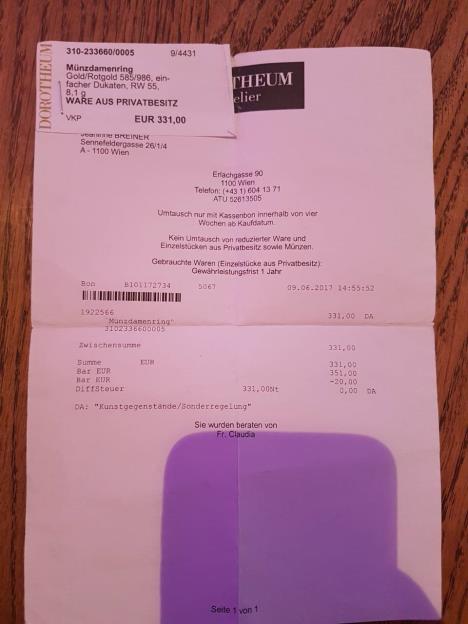 310-233660/0005 9/4431
Münzdamenring
Gold/Rotgold 585/986, ein-
facher Dukaten, RW 55,
8,1 g
WARE AUS PRIVATBESITZ
VKP EUR 331,00
DOROTHEUM
THEUM
elier
Jeannine BREINER
Sennefeldergasse 26/1/4
A - 1100 Wien
Erlachgasse 90
1100 Wien
Telefon: (+43 1) 604 13 71
ATU 52613505
Umtausch nur mit Kassenbon innerhalb von vier
Wochen ab Kaufdatum.
Kein Umtausch von reduzierter Ware und
Einzelstücken aus Privatbesitz sowie Münzen.
Gebrauchte Waren (Einzelstücke aus Privatbesitz):
Gewährleistungsfrist 1 Jahr
Bon B101172734 5067 09.06.2017 14:55:52
1922566 331,00 DA
"Münzdamenring"
3102336600005
Zwischensumme 331,00
Summe EUR 331,00
Bar EUR 351,00
Bar EUR -20,00
DiffSteuer 331,00Nt 0,00 DA
DA: "Kunstgegenstände/Sonderregelung"
Sie wurden beraten von
Fr. Claudia
Seite 1 von 1